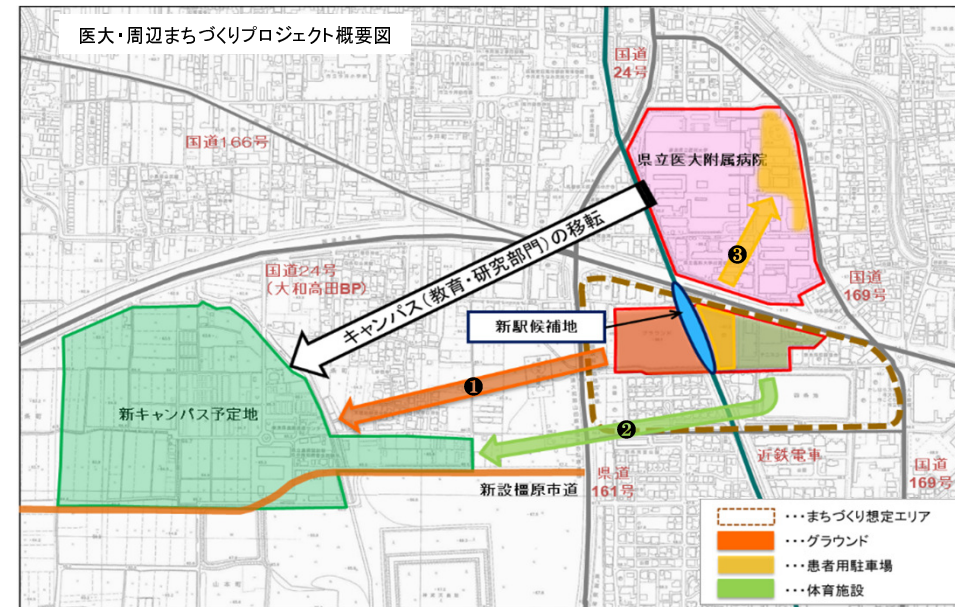 医大・周辺まちづくりプロジェクト概要図
国道
24号
国道166号
県立医大附属病院
キャンパス(教育・研究部門)の移転
❸
国道24号
(大和高田BP)
国道
169号
新駅候補地
❶
新キャンパス予定地
❷
近鉄電車
新設橿原市道
県道
161号
国道
169号
・・・まちづくり想定エリア
・・・グラウンド
・・・患者用駐車場
・・・体育施設